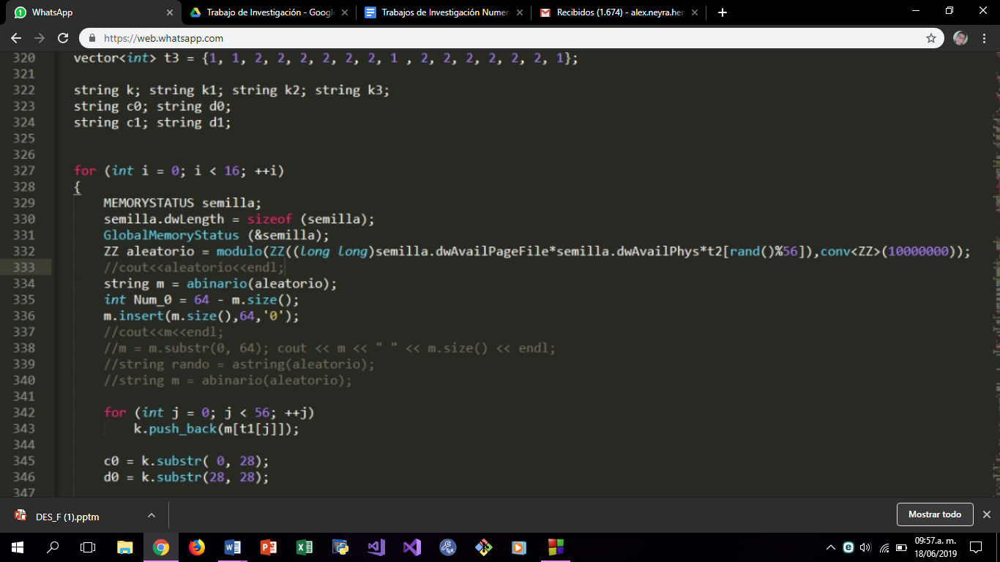 WhatsApp
Trabajo de Investigación - Google
Trabajos de Investigación Numer
Recibidos (1.674) - alex.neyra.her
https://web.whatsapp.com
320 vector<int> t3 = {1, 1, 2, 2, 2, 2, 2, 2, 1 , 2, 2, 2, 2, 2, 2, 1};
321
322 string k; string k1; string k2; string k3;
323 string c0; string d0;
324 string c1; string d1;
325
326
327 for (int i = 0; i < 16; ++i)
328 {
329 MEMORYSTATUS semilla;
330 semilla.dwLength = sizeof (semilla);
331 GlobalMemoryStatus (&semilla);
332 ZZ aleatorio = modulo(ZZ((long long)semilla.dwAvailPageFile*semilla.dwAvailPhys*t2[rand()%56]),conv<ZZ>(10000000));
333 //cout<<aleatorio<<endl;
334 string m = abinario(aleatorio);
335 int Num_0 = 64 - m.size();
336 m.insert(m.size(),64,'0');
337 //cout<<m<<endl;
338 //m = m.substr(0, 64); cout << m << " " << m.size() << endl;
339 //string rando = astring(aleatorio);
340 //string m = abinario(aleatorio);
341
342 for (int j = 0; j < 56; ++j)
343 k.push_back(m[t1[j]]);
344
345 c0 = k.substr( 0, 28);
346 d0 = k.substr(28, 28);
347
DES_F (1).pptm
Mostrar todo
09:57 a. m.
18/06/2019